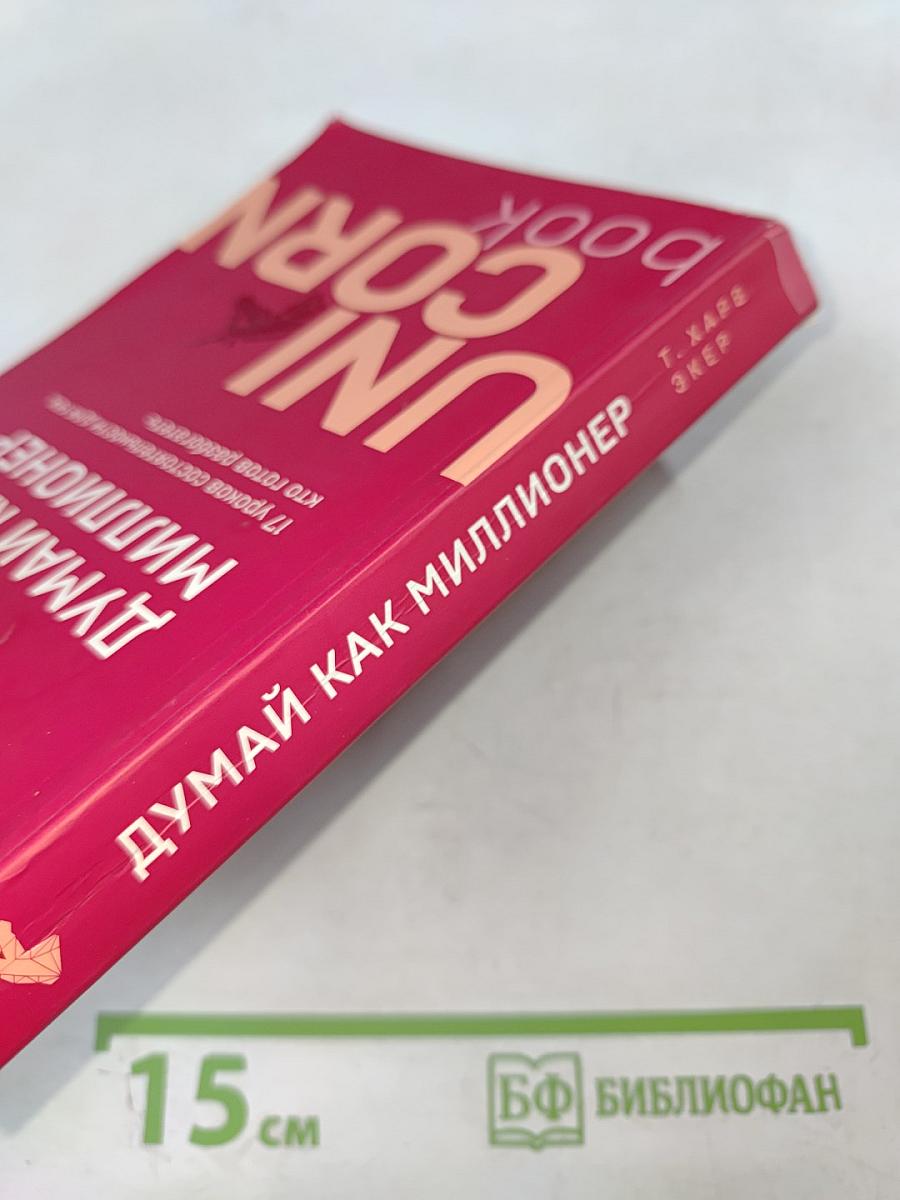 book
UNI
CORN
17 уроков состоятельности для тех,
кто готов разбогатеть
ДУМАЙ К
МИЛЛИОНЕР
ДУМАЙ КАК МИЛЛИОНЕР
Т. ХАРВ
ЭКЕР
15 см
БФ БИБЛИОФАН